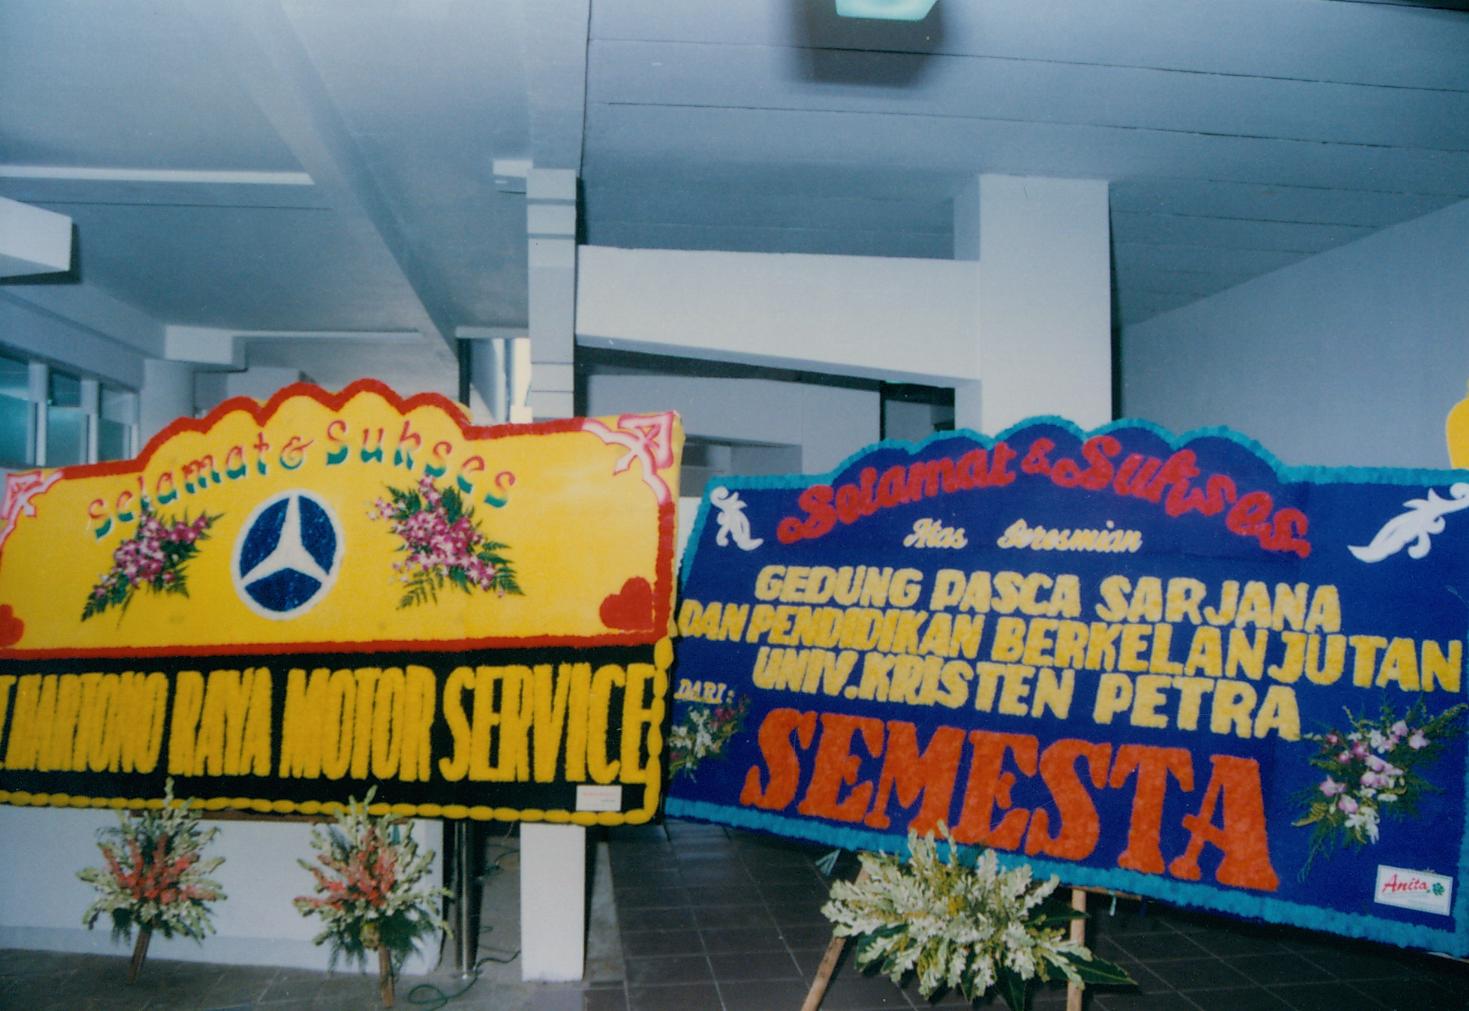 Selamat & Sukses
T HARTONO RAYA MOTOR SERVICE
Selamat & Sukses
Atas Peresmian
GEDUNG PASCA SARJANA
DAN PENDIDIKAN BERKELANJUTAN
UNIV. KRISTEN PETRA
DARI:
SEMESTA
Anita